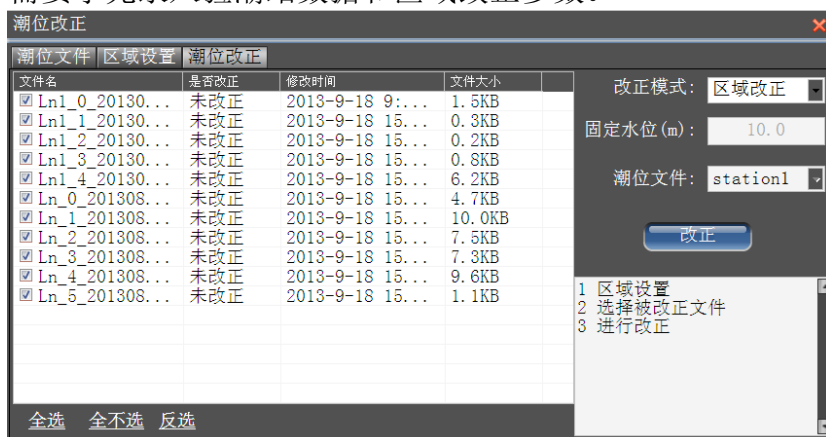 潮位改正
潮位文件 区域设置 潮位改正
文件名 是否改正 修改时间 文件大小
Ln1_0_20130... 未改正 2013-9-18 9:... 1.5KB
Ln1_1_20130... 未改正 2013-9-18 15... 0.3KB
Ln1_2_20130... 未改正 2013-9-18 15... 0.2KB
Ln1_3_20130... 未改正 2013-9-18 15... 0.8KB
Ln1_4_20130... 未改正 2013-9-18 15... 6.2KB
Ln_0_201308... 未改正 2013-9-18 15... 4.7KB
Ln_1_201308... 未改正 2013-9-18 15... 10.0KB
Ln_2_201308... 未改正 2013-9-18 15... 7.5KB
Ln_3_201308... 未改正 2013-9-18 15... 7.3KB
Ln_4_201308... 未改正 2013-9-18 15... 9.6KB
Ln_5_201308... 未改正 2013-9-18 15... 1.1KB
全选 全不选 反选
改正模式: 区域改正
固定水位(m): 10.0
潮位文件: station1
改正
1 区域设置
2 选择被改正文件
3 进行改正